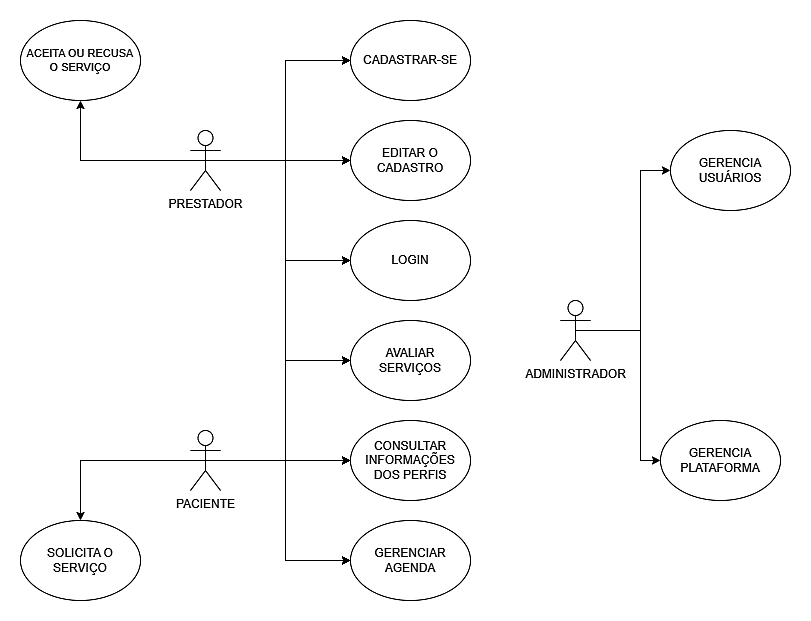 ACEITA OU RECUSA
O SERVIÇO
PRESTADOR
CADASTRAR-SE
EDITAR O
CADASTRO
LOGIN
AVALIAR
SERVIÇOS
CONSULTAR
INFORMAÇÕES
DOS PERFIS
GERENCIAR
AGENDA
PACIENTE
SOLICITA O
SERVIÇO
GERENCIA
USUÁRIOS
ADMINISTRADOR
GERENCIA
PLATAFORMA